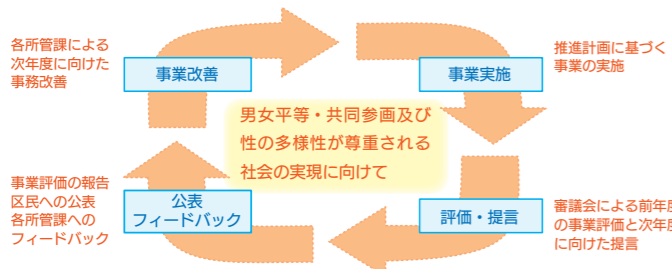 各所管課による
次年度に向けた
事務改善
事業改善
事業実施
推進計画に基づく
事業の実施
男女平等・共同参画及び
性の多様性が尊重される
社会の実現に向けて
事業評価の報告
区民への公表
各所管課への
フィードバック
公表
フィードバック
評価・提言
審議会による前年度
の事業評価と次年度
に向けた提言